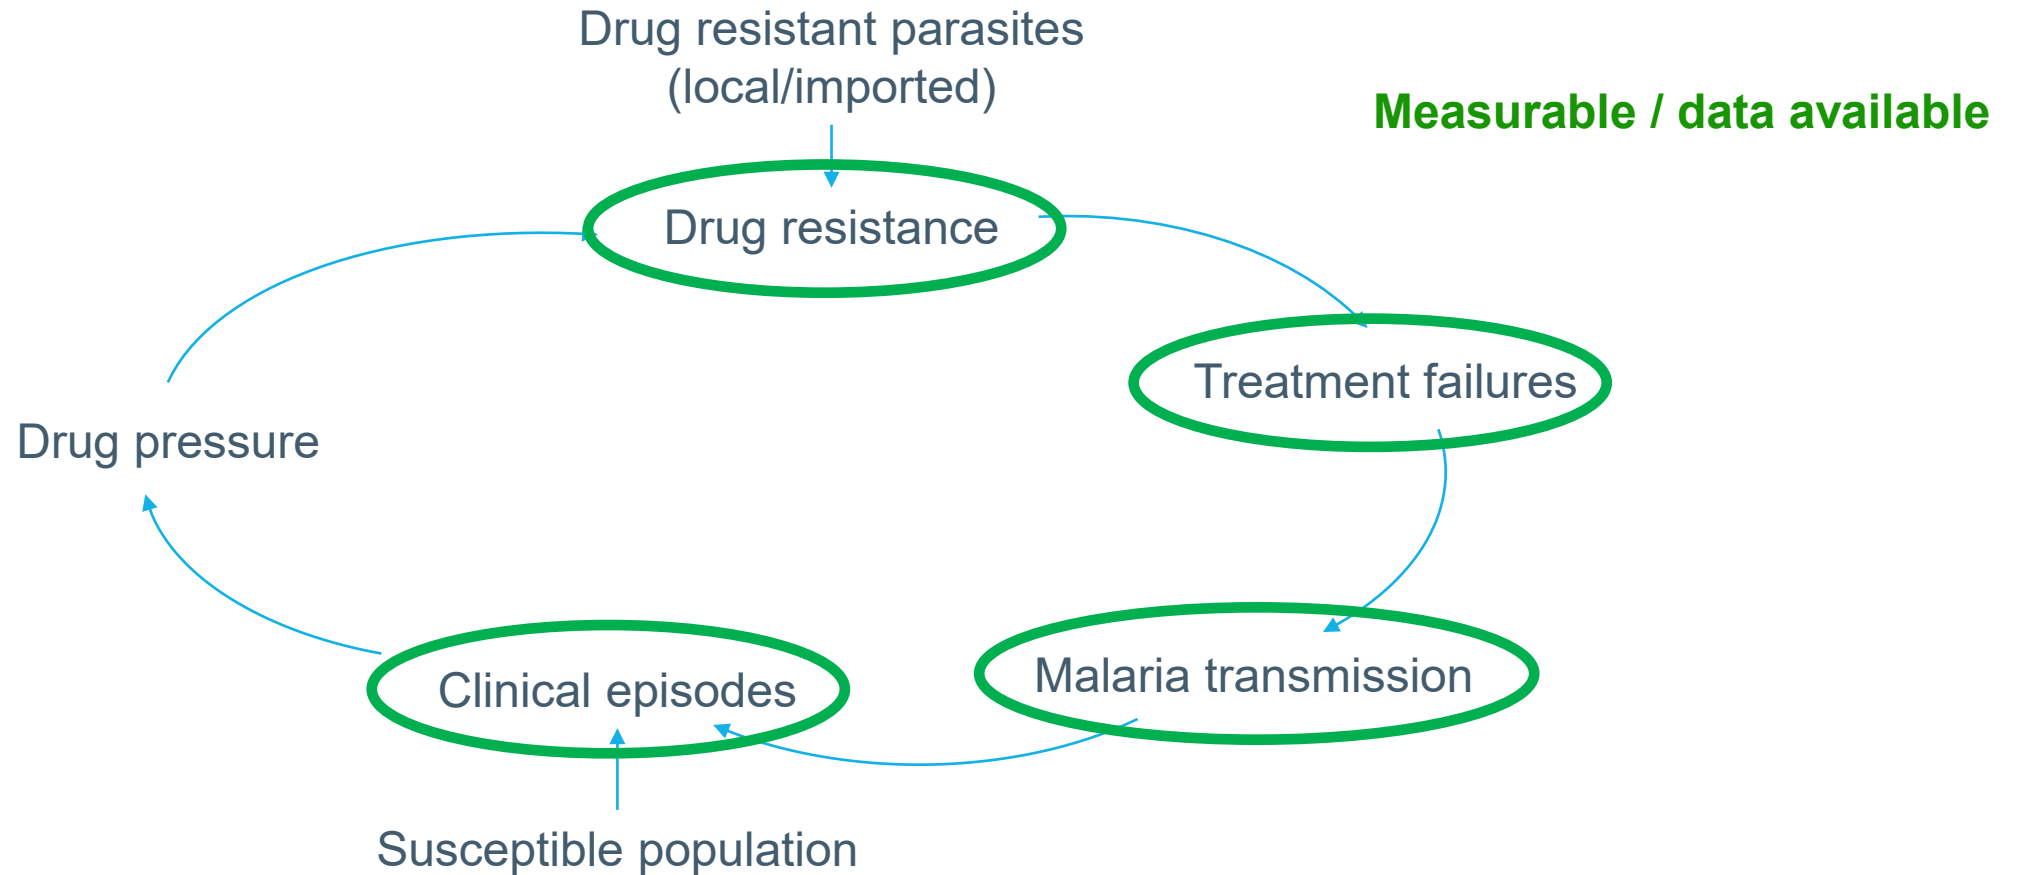 Drug resistant parasites
(local/imported)
Measurable / data available
Drug resistance
Treatment failures
Drug pressure
Malaria transmission
Clinical episodes
Susceptible population